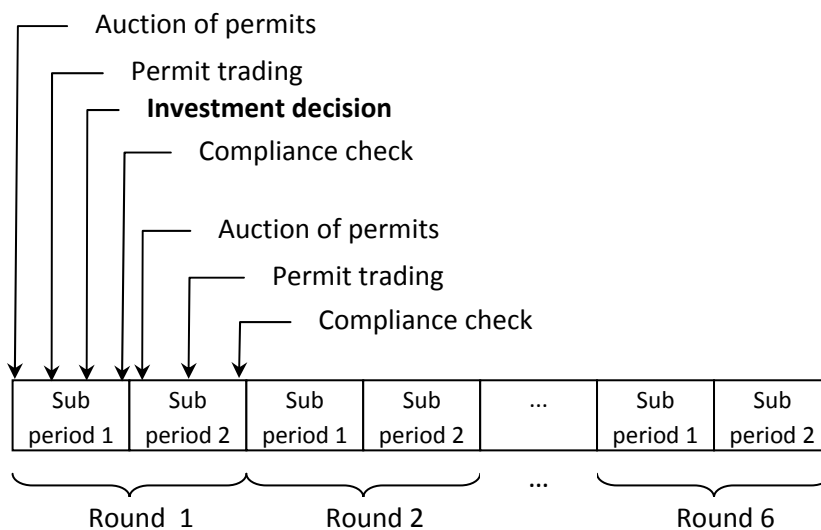 Auction of permits
Permit trading
Investment decision
Compliance check
Auction of permits
Permit trading
Compliance check
Sub period 1
Sub period 2
Sub period 1
Sub period 2
...
Sub period 1
Sub period 2
Round 1
Round 2
...
Round 6